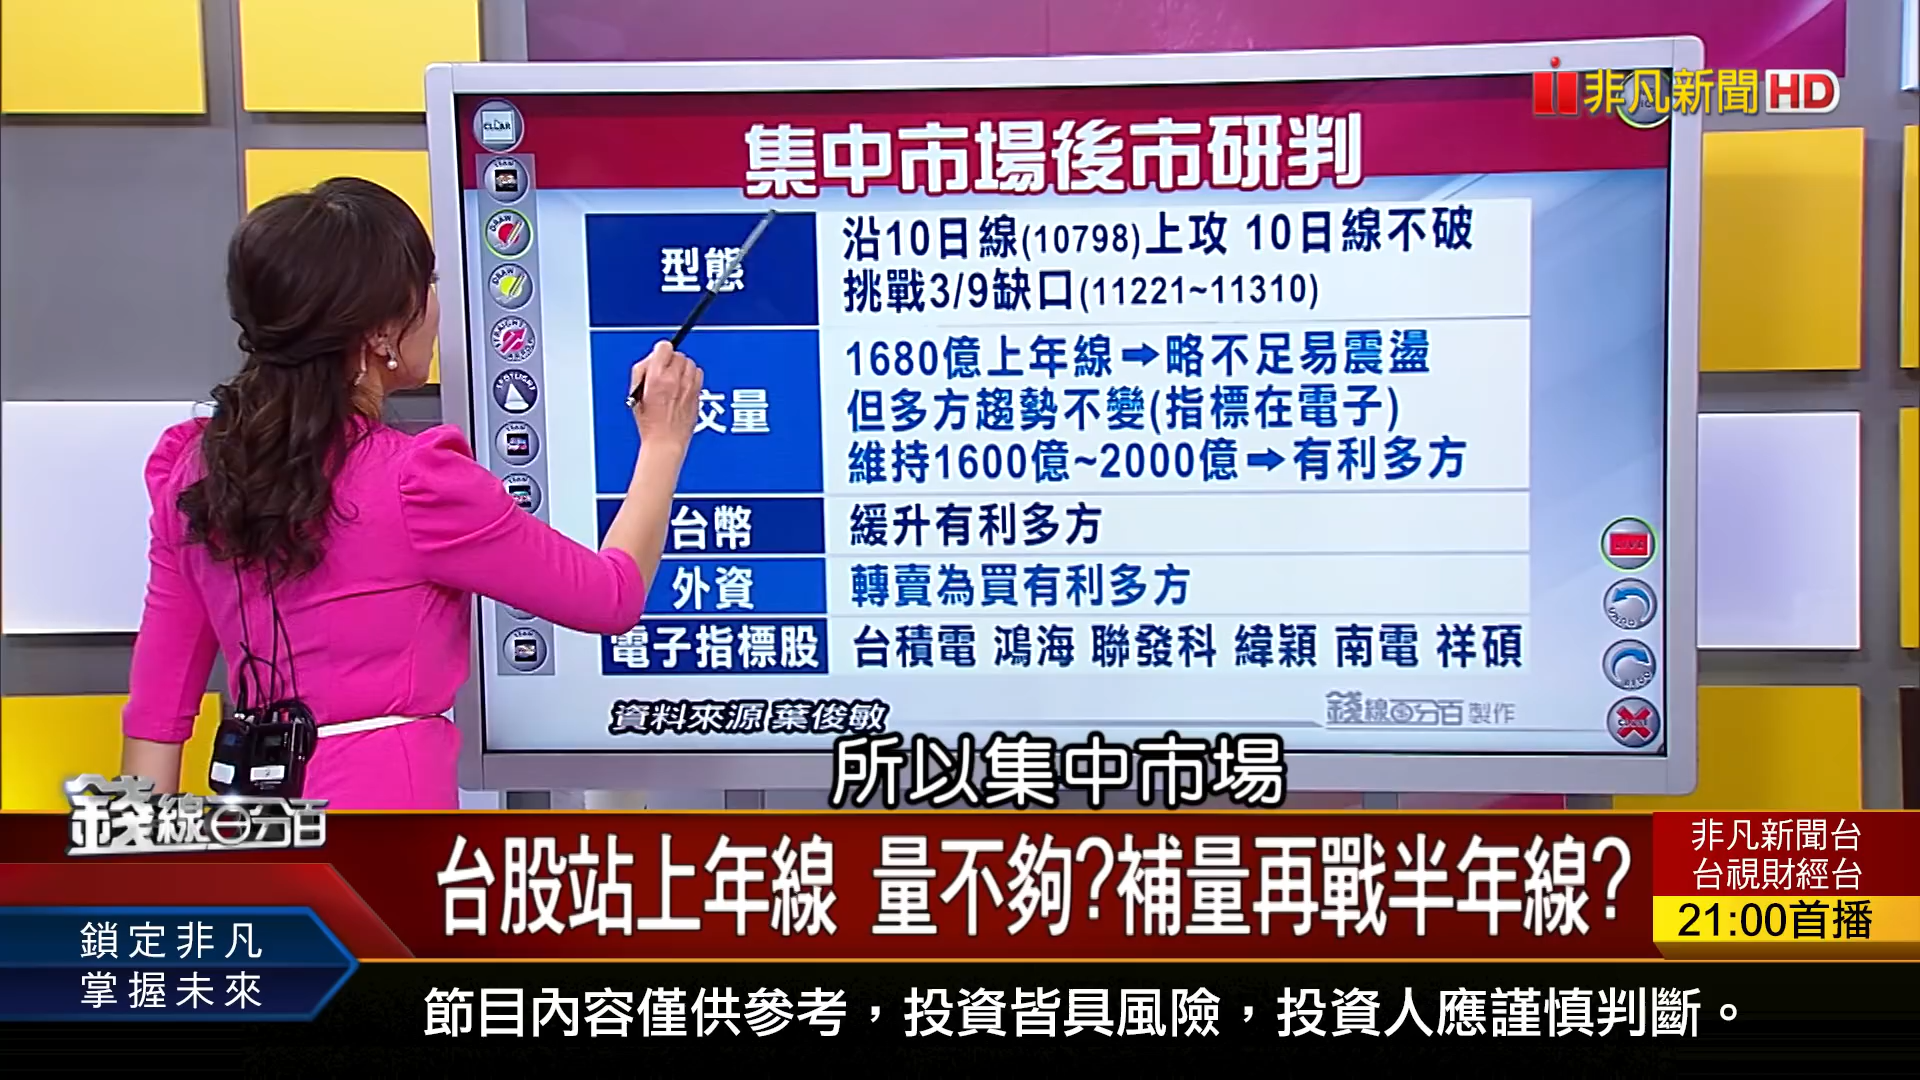 非凡新聞HD
集中市場後市研判
型態
沿10日線(10798)上攻 10日線不破
挑戰3/9缺口(11221~11310)
交量
1680億上年線➡略不足易震盪
但多方趨勢不變(指標在電子)
維持1600億~2000億➡有利多方
台幣
緩升有利多方
外資
轉賣為買有利多方
電子指標股
台積電 鴻海 聯發科 緯穎 南電 祥碩
資料來源 葉俊敏
錢線百分百 製作
所以集中市場
錢線百分百
台股站上年線 量不夠?補量再戰半年線?
非凡新聞台
台視財經台
21:00首播
鎖定非凡
掌握未來
節目內容僅供參考，投資皆具風險，投資人應謹慎判斷。
CLEAR
DRAW
DRAW
STRAIGHT
SPOTLIGHT